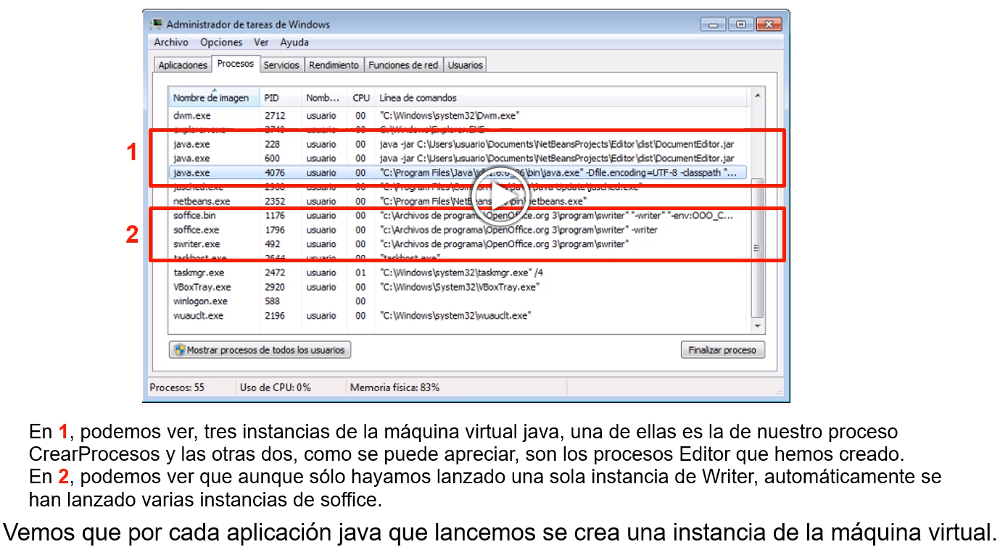 Administrador de tareas de Windows
Archivo Opciones Ver Ayuda
Aplicaciones Procesos Servicios Rendimiento Funciones de red Usuarios
Nombre de imagen PID Nomb... CPU Línea de comandos
dwm.exe 2712 usuario 00 "C:\Windows\system32\Dwm.exe"
explorer.exe 2740 usuario 00 C:\Windows\Explorer.EXE
1
java.exe 228 usuario 00 java -jar C:\Users\usuario\Documents\NetBeansProjects\Editor\dist\DocumentEditor.jar
java.exe 600 usuario 00 java -jar C:\Users\usuario\Documents\NetBeansProjects\Editor\dist\DocumentEditor.jar
java.exe 4076 usuario 00 "C:\Program Files\Java\ -Dfile.encoding=UTF-8 -classpath "...
jusched.exe usuario 00 "C:\Program Files\ Update\jusched.exe"
netbeans.exe 2352 usuario 00 "C:\Program Files\NetBeans
2
soffice.bin 1176 usuario 00 "c:\Archivos de programa\OpenOffice.org 3\program\swriter" "-writer" "-env:OOO_C...
soffice.exe 1796 usuario 00 "c:\Archivos de programa\OpenOffice.org 3\program\swriter" -writer
swriter.exe 492 usuario 00 "c:\Archivos de programa\OpenOffice.org 3\program\swriter"
taskhost.exe 2644 usuario 00 "taskhost.exe"
taskmgr.exe 2472 usuario 01 "C:\Windows\system32\taskmgr.exe" /4
VBoxTray.exe 2920 usuario 00 "C:\Windows\System32\VBoxTray.exe"
winlogon.exe 588 00
wuauclt.exe 2196 usuario 00 "C:\Windows\system32\wuauclt.exe"
Mostrar procesos de todos los usuarios Finalizar proceso
Procesos: 55 Uso de CPU: 0% Memoria física: 83%
En 1, podemos ver, tres instancias de la máquina virtual java, una de ellas es la de nuestro proceso
CrearProcesos y las otras dos, como se puede apreciar, son los procesos Editor que hemos creado.
En 2, podemos ver que aunque sólo hayamos lanzado una sola instancia de Writer, automáticamente se
han lanzado varias instancias de soffice.
Vemos que por cada aplicación java que lancemos se crea una instancia de la máquina virtual.